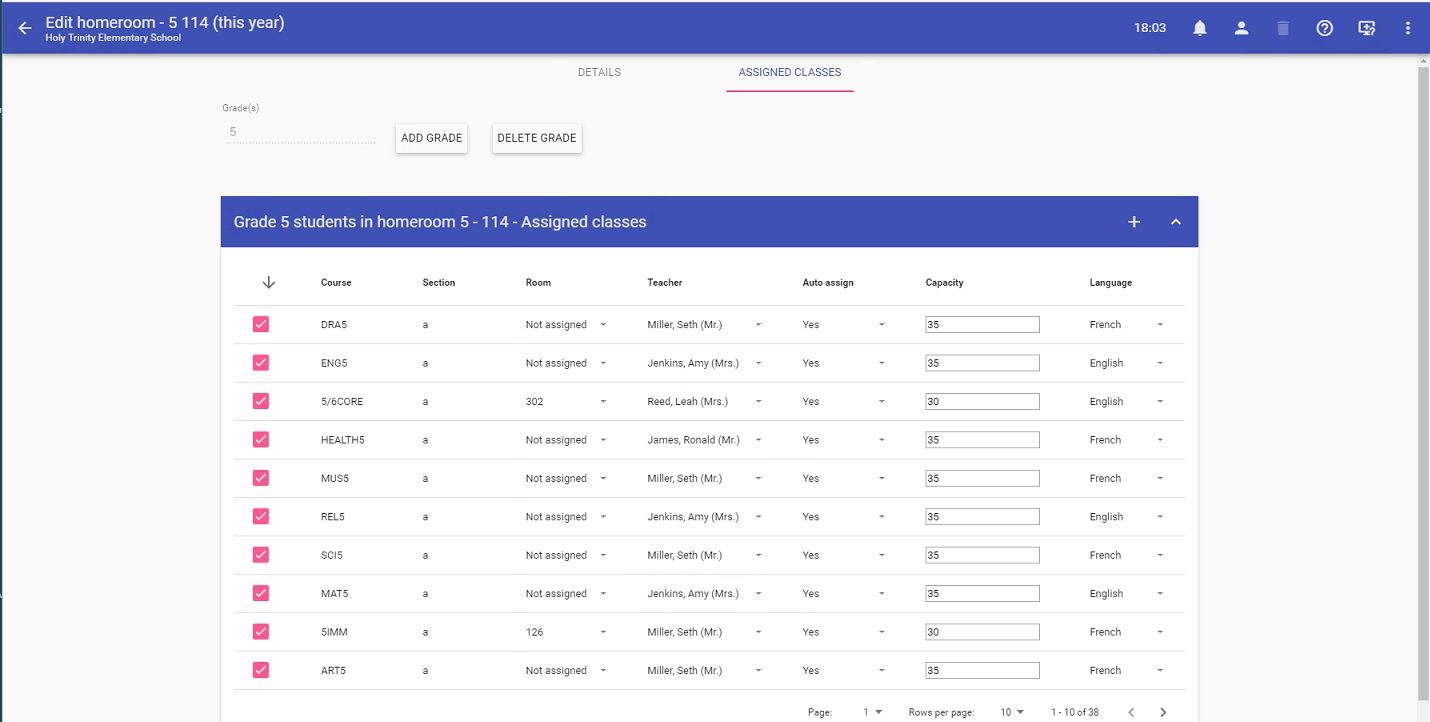 Edit homeroom - 5 114 (this year)
Holy Trinity Elementary School
18:03
DETAILS ASSIGNED CLASSES
Grade(s)
5 ADD GRADE DELETE GRADE
Grade 5 students in homeroom 5 - 114 - Assigned classes
Course Section Room Teacher Auto assign Capacity Language
DRA5 a Not assigned Miller, Seth (Mr.) Yes 35 French
ENG5 a Not assigned Jenkins, Amy (Mrs.) Yes 35 English
5/6CORE a 302 Reed, Leah (Mrs.) Yes 30 English
HEALTH5 a Not assigned James, Ronald (Mr.) Yes 35 French
MUS5 a Not assigned Miller, Seth (Mr.) Yes 35 French
REL5 a Not assigned Jenkins, Amy (Mrs.) Yes 35 English
SCI5 a Not assigned Miller, Seth (Mr.) Yes 35 French
MAT5 a Not assigned Jenkins, Amy (Mrs.) Yes 35 English
5IMM a 126 Miller, Seth (Mr.) Yes 30 French
ART5 a Not assigned Miller, Seth (Mr.) Yes 35 French
Page: 1 Rows per page: 10 1 - 10 of 38